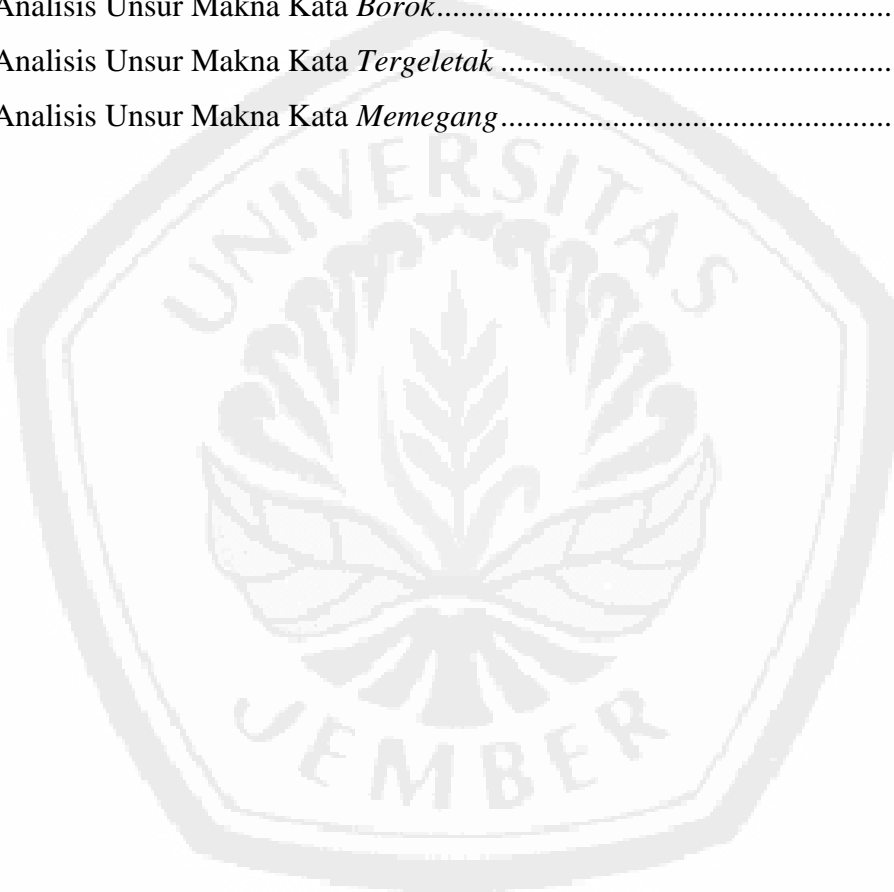 Analisis Unsur Makna Kata Borok..........................................................
Analisis Unsur Makna Kata Tergeletak .................................................
Analisis Unsur Makna Kata Memegang.................................................
UNIVERSITAS
JEMBER